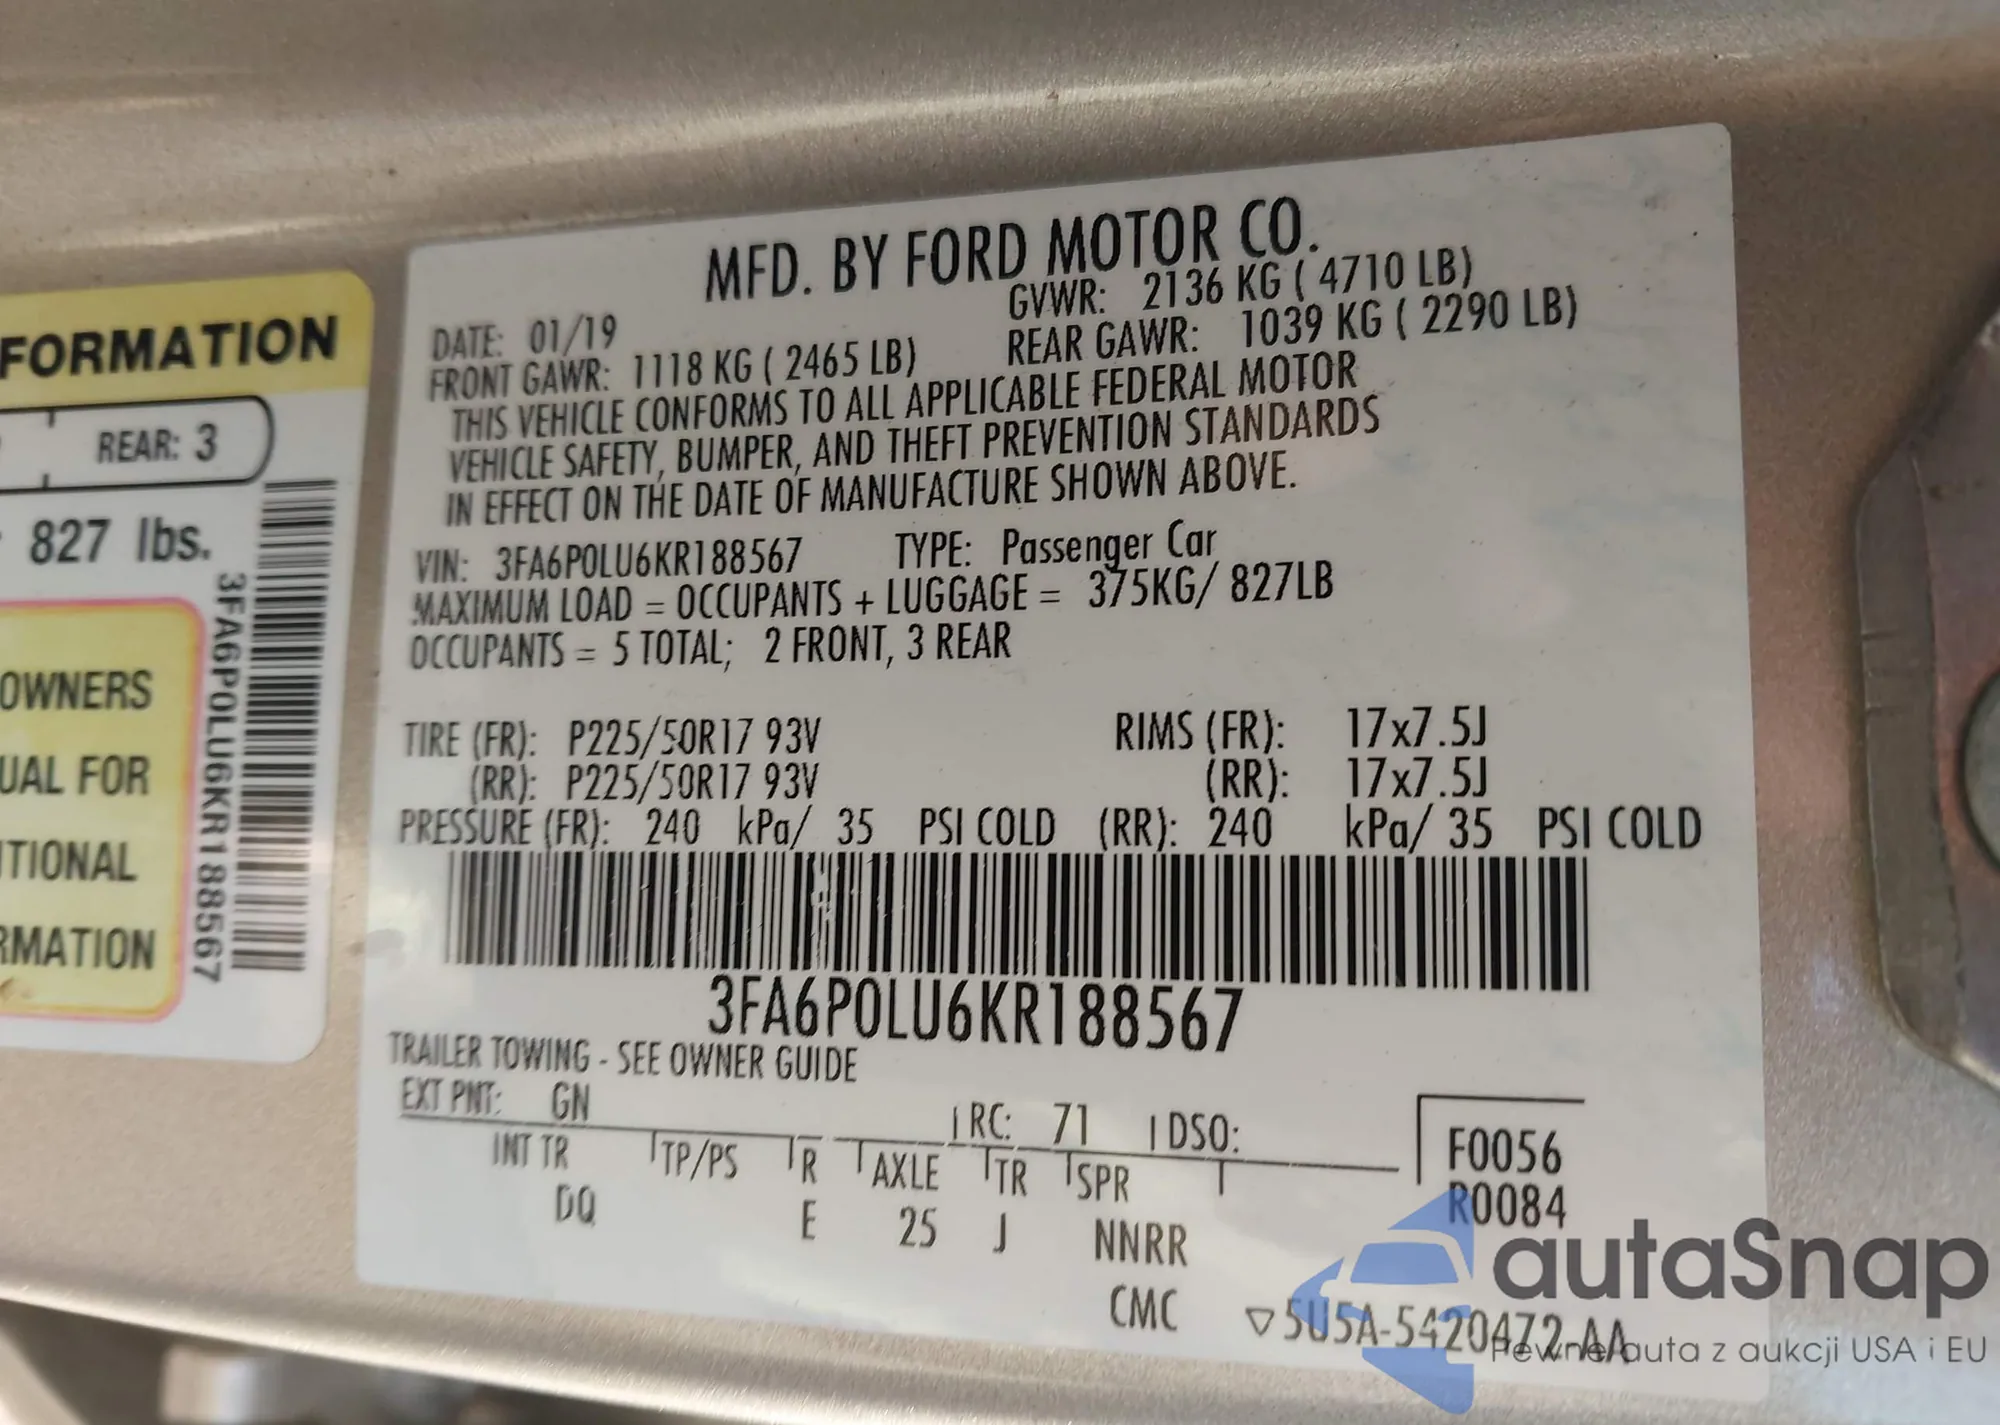 FORMATION
REAR: 3
827 lbs.
OWNERS
UAL FOR
TIONAL
RMATION
3FA6P0LU6KR188567
MFD. BY FORD MOTOR CO.
DATE: 01/19 GVWR: 2136 KG ( 4710 LB)
FRONT GAWR: 1118 KG ( 2465 LB) REAR GAWR: 1039 KG ( 2290 LB)
THIS VEHICLE CONFORMS TO ALL APPLICABLE FEDERAL MOTOR
VEHICLE SAFETY, BUMPER, AND THEFT PREVENTION STANDARDS
IN EFFECT ON THE DATE OF MANUFACTURE SHOWN ABOVE.
VIN: 3FA6P0LU6KR188567 TYPE: Passenger Car
MAXIMUM LOAD = OCCUPANTS + LUGGAGE = 375KG/ 827LB
OCCUPANTS = 5 TOTAL; 2 FRONT, 3 REAR
TIRE (FR): P225/50R17 93V RIMS (FR): 17x7.5J
(RR): P225/50R17 93V (RR): 17x7.5J
PRESSURE (FR): 240 kPa/ 35 PSI COLD (RR): 240 kPa/ 35 PSI COLD
3FA6P0LU6KR188567
TRAILER TOWING - SEE OWNER GUIDE
EXT PNT: GN RC: 71 DSO:
INT TR TP/PS R AXLE TR SPR
F0056
DQ E 25 J NNRR
R0084
CMC ▽5U5A-5420472-AA
autaSnap
Pewne auta z aukcji USA i EU